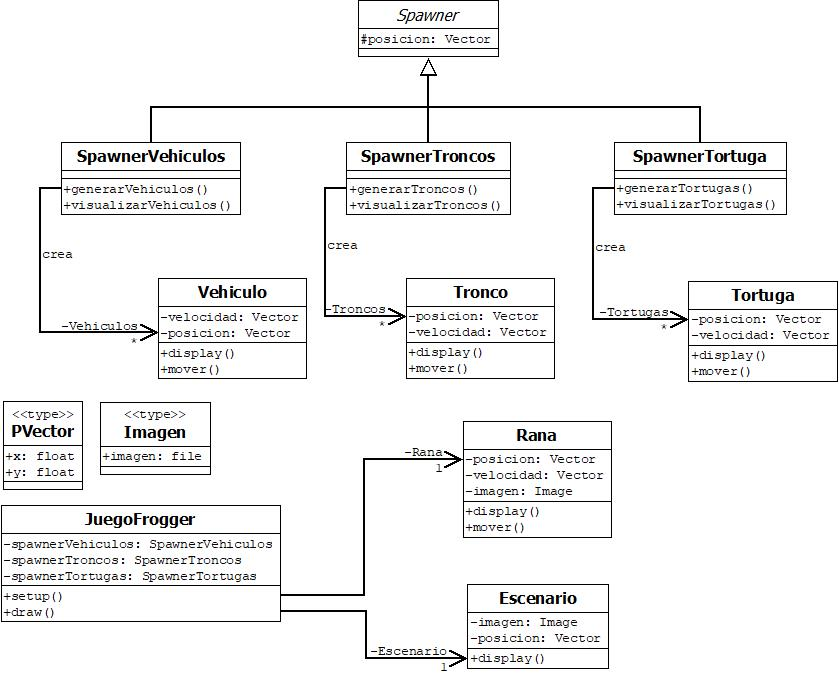 Spawner
#posicion: Vector
SpawnerVehiculos
+generarVehiculos()
+visualizarVehiculos()
SpawnerTroncos
+generarTroncos()
+visualizarTroncos()
SpawnerTortuga
+generarTortugas()
+visualizarTortugas()
crea
crea
crea
-Vehiculos
*
Vehiculo
-velocidad: Vector
-posicion: Vector
+display()
+mover()
-Troncos
*
Tronco
-posicion: Vector
-velocidad: Vector
+display()
+mover()
-Tortugas
*
Tortuga
-posicion: Vector
-velocidad: Vector
+display()
+mover()
<<type>>
PVector
+x: float
+y: float
<<type>>
Imagen
+imagen: file
-Rana
1
Rana
-posicion: Vector
-velocidad: Vector
-imagen: Image
+display()
+mover()
JuegoFrogger
-spawnerVehiculos: SpawnerVehiculos
-spawnerTroncos: SpawnerTroncos
-spawnerTortugas: SpawnerTortugas
+setup()
+draw()
-Escenario
1
Escenario
-imagen: Image
-posicion: Vector
+display()